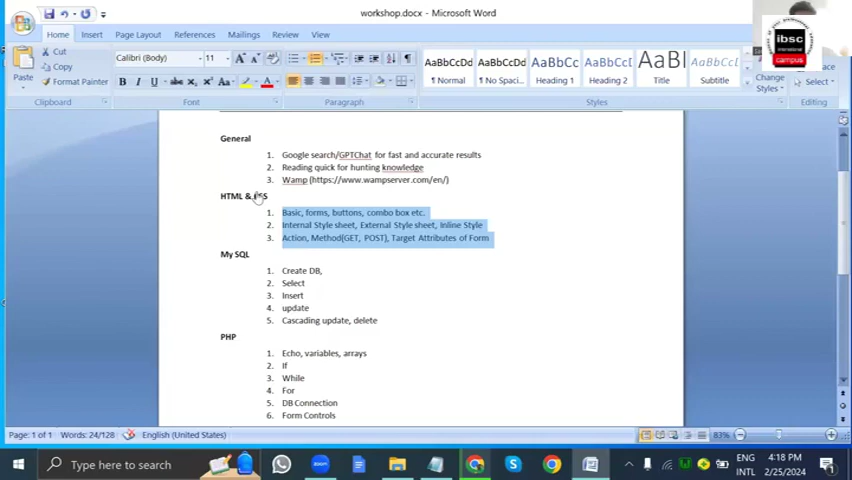 workshop.docx - Microsoft Word
Home Insert Page Layout References Mailings Review View
Paste
Cut
Copy
Format Painter
Clipboard
Calibri (Body) 11
Font
Paragraph
AaBbCcDd AaBbCcDd AaBbC AaBbCc AaB AaBbCcL
¶ Normal ¶ No Spaci... Heading 1 Heading 2 Title Subtitle
Change Styles
Styles
Select
Editing
ibsc
international
campus
General
1. Google search/GPTChat for fast and accurate results
2. Reading quick for hunting knowledge
3. Wamp (https://www.wampserver.com/en/)
HTML & CSS
1. Basic, forms, buttons, combo box etc.
2. Internal Style sheet, External Style sheet, Inline Style
3. Action, Method(GET, POST), Target Attributes of Form
My SQL
1. Create DB,
2. Select
3. Insert
4. update
5. Cascading update, delete
PHP
1. Echo, variables, arrays
2. If
3. While
4. For
5. DB Connection
6. Form Controls
Page: 1 of 1 Words: 24/128 English (United States) 83%
Type here to search
ENG
INTL
4:18 PM
2/25/2024